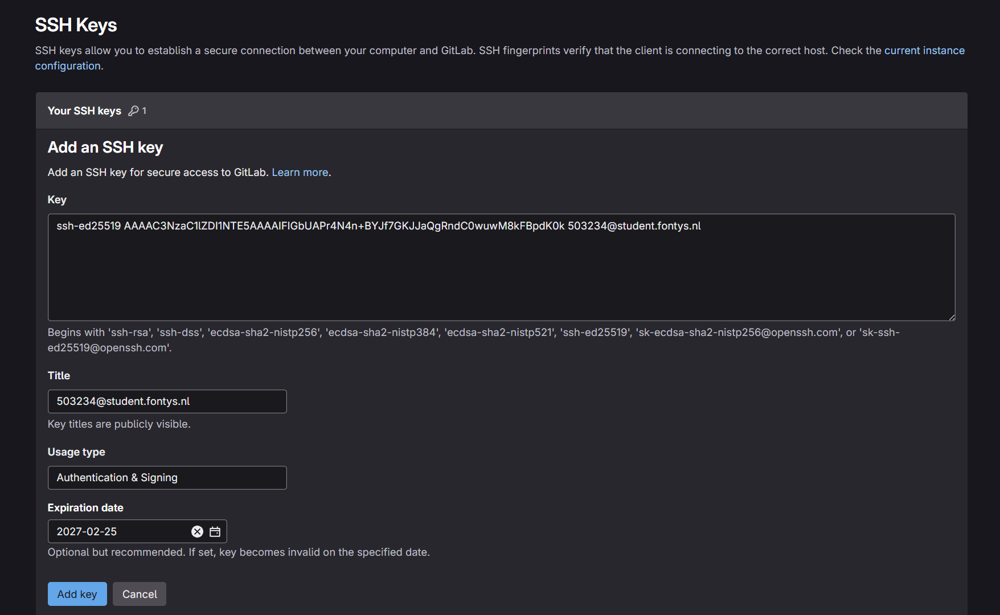 SSH Keys
SSH keys allow you to establish a secure connection between your computer and GitLab. SSH fingerprints verify that the client is connecting to the correct host. Check the current instance
configuration.
Your SSH keys 1
Add an SSH key
Add an SSH key for secure access to GitLab. Learn more.
Key
ssh-ed25519 AAAAC3NzaC1lZDI1NTE5AAAAIFIGbUAPr4N4n+BYJf7GKJJaQgRndC0wuwM8kFBpdK0k 503234@student.fontys.nl
Begins with 'ssh-rsa', 'ssh-dss', 'ecdsa-sha2-nistp256', 'ecdsa-sha2-nistp384', 'ecdsa-sha2-nistp521', 'ssh-ed25519', 'sk-ecdsa-sha2-nistp256@openssh.com', or 'sk-ssh-
ed25519@openssh.com'.
Title
503234@student.fontys.nl
Key titles are publicly visible.
Usage type
Authentication & Signing
Expiration date
2027-02-25
Optional but recommended. If set, key becomes invalid on the specified date.
Add key Cancel